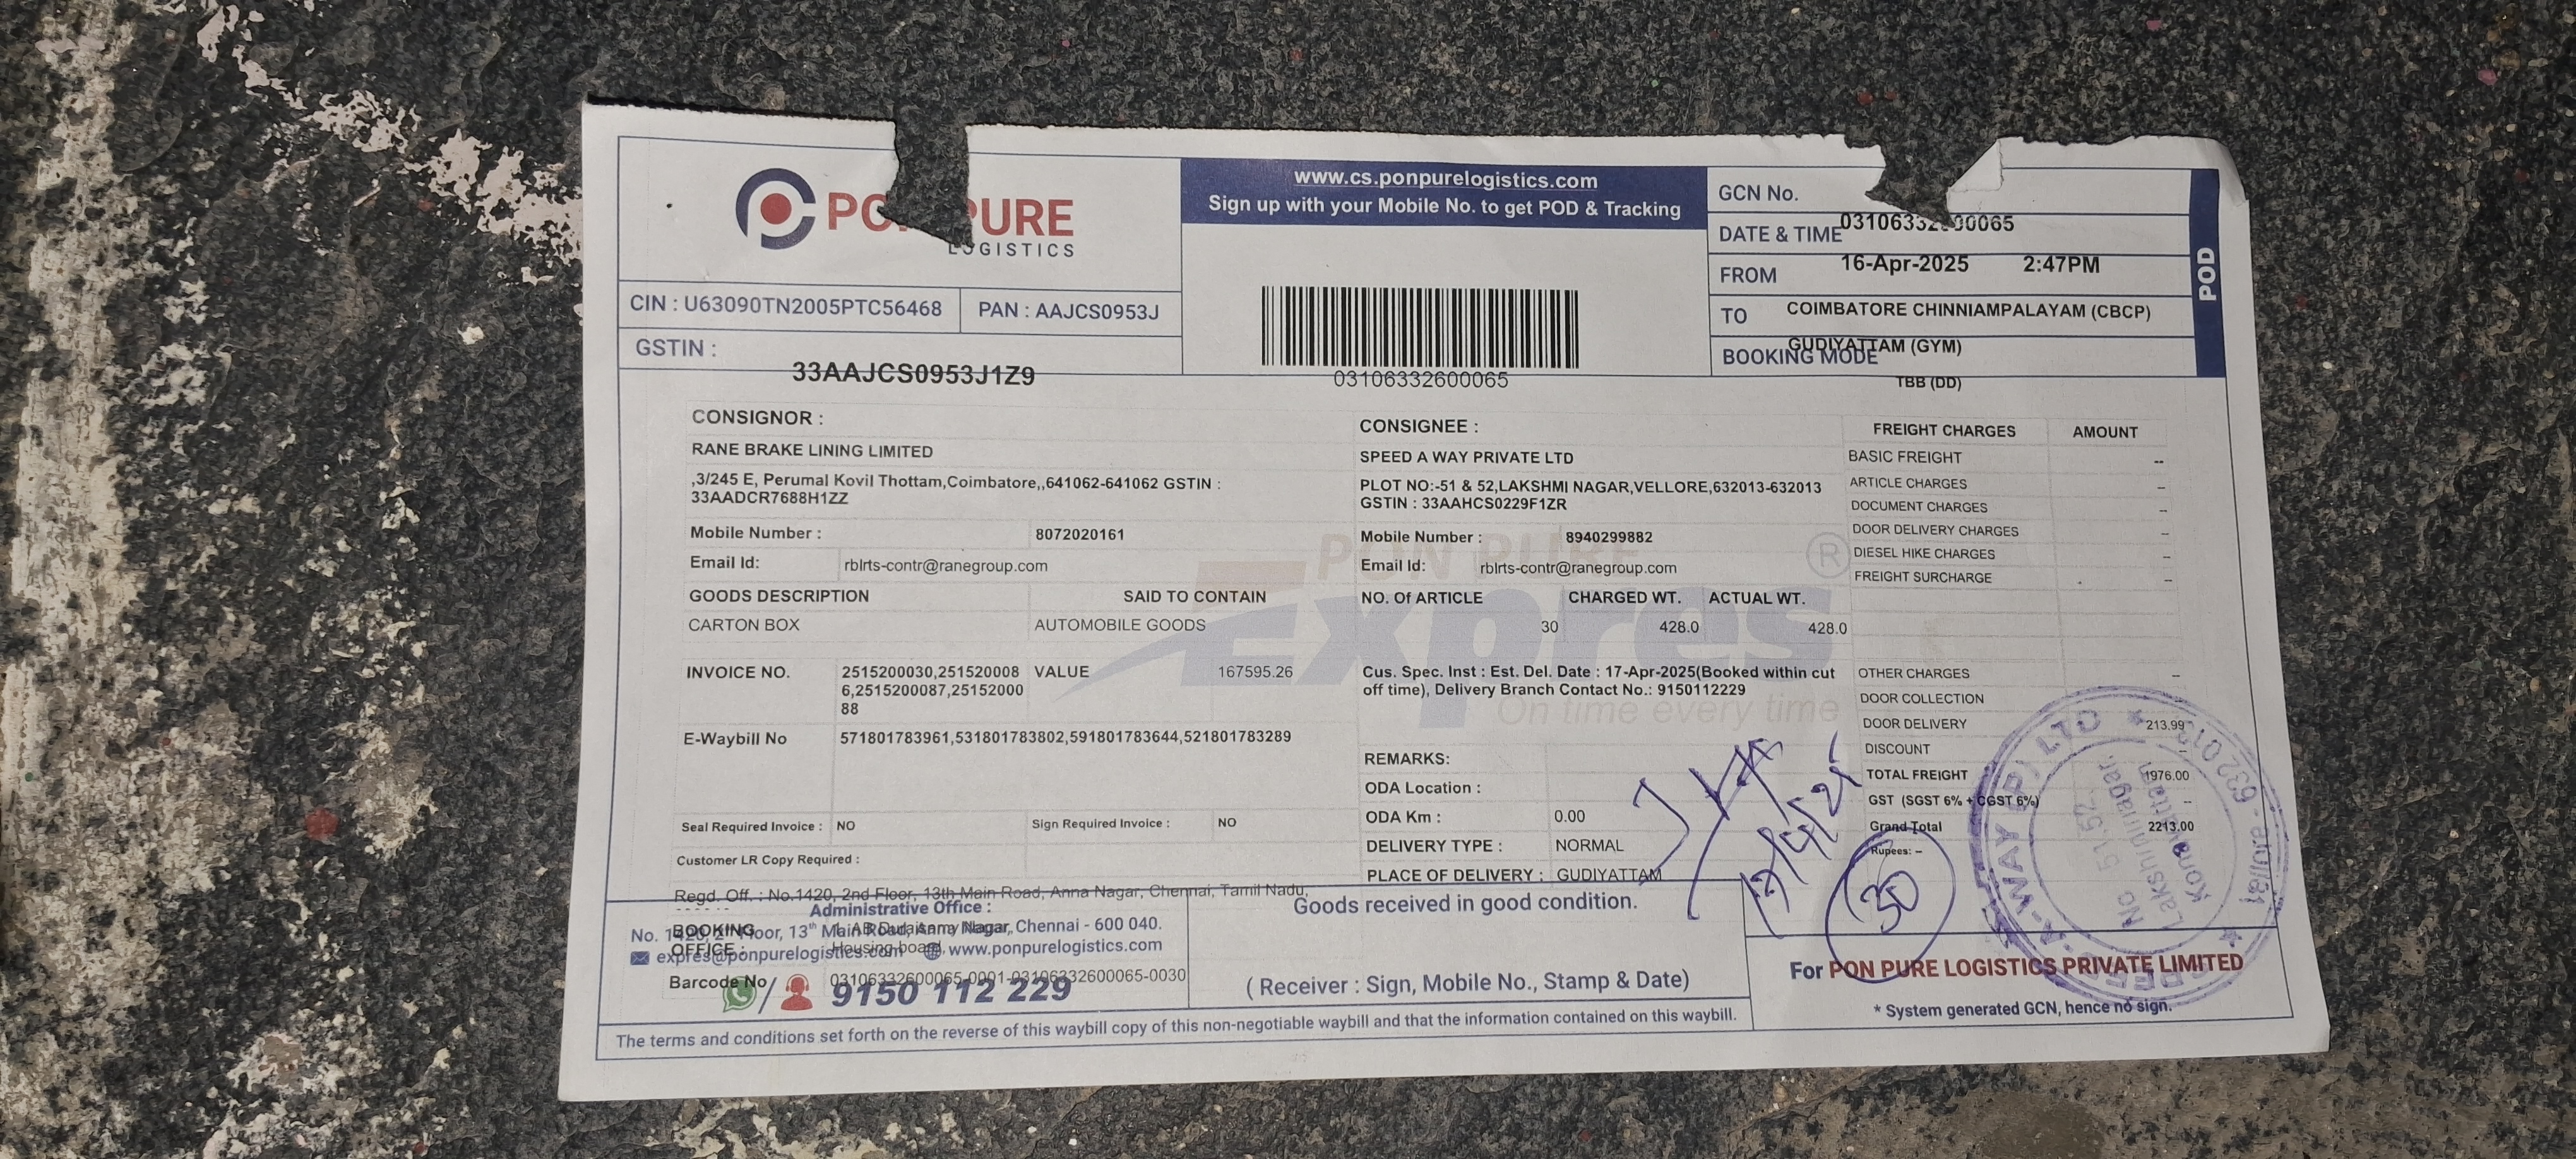 PURE
LOGISTICS
www.cs.ponpurelogistics.com
Sign up with your Mobile No. to get POD & Tracking
CIN : U63090TN2005PTC56468
PAN : AAJCS0953J
GSTIN :
33AAJCS0953J1Z9
03106332600065
GCN No.
DATE & TIME
16-Apr-2025 2:47PM
FROM
COIMBATORE CHINNIAMPALAYAM (CBCP)
TO
GUDIYATTAM (GYM)
BOOKING MODE
TBB (DD)
POD
CONSIGNOR :
RANE BRAKE LINING LIMITED
,3/245 E, Perumal Kovil Thottam,Coimbatore,,641062-641062 GSTIN :
33AADCR7688H1ZZ
Mobile Number : 8072020161
Email Id: rblrts-contr@ranegroup.com
GOODS DESCRIPTION SAID TO CONTAIN
CARTON BOX AUTOMOBILE GOODS
INVOICE NO. 2515200030,251520008 VALUE 167595.26
6,2515200087,25152000
88
E-Waybill No 571801783961,531801783802,591801783644,521801783289
Seal Required Invoice : NO Sign Required Invoice : NO
Customer LR Copy Required :
CONSIGNEE :
SPEED A WAY PRIVATE LTD
PLOT NO:-51 & 52,LAKSHMI NAGAR,VELLORE,632013-632013
GSTIN : 33AAHCS0229F1ZR
Mobile Number : 8940299882
Email Id: rblrts-contr@ranegroup.com
NO. Of ARTICLE CHARGED WT. ACTUAL WT.
30 428.0 428.0
PON PURE
Expres ®
On time every time
Cus. Spec. Inst : Est. Del. Date : 17-Apr-2025(Booked within cut
off time), Delivery Branch Contact No.: 9150112229
REMARKS:
ODA Location :
ODA Km : 0.00
DELIVERY TYPE : NORMAL
PLACE OF DELIVERY : GUDIYATTAM
FREIGHT CHARGES AMOUNT
BASIC FREIGHT --
ARTICLE CHARGES --
DOCUMENT CHARGES --
DOOR DELIVERY CHARGES --
DIESEL HIKE CHARGES --
FREIGHT SURCHARGE --
OTHER CHARGES --
DOOR COLLECTION
DOOR DELIVERY 213.99
DISCOUNT
TOTAL FREIGHT 1976.00
GST (SGST 6% + CGST 6%) --
Grand Total 2213.00
Rupees: --
30
Regd. Off. : No.1420, 2nd Floor, 13th Main Road, Anna Nagar, Chennai, Tamil Nadu,
Administrative Office :
No. 1420, 2nd Floor, 13th Main Road, Anna Nagar, Chennai - 600 040.
expres@ponpurelogistics.com www.ponpurelogistics.com
BOOKING
OFFICE :
Housing board,
Barcode No 03106332600065-0001-03106332600065-0030
9150 112 229
Goods received in good condition.
( Receiver : Sign, Mobile No., Stamp & Date)
For PON PURE LOGISTICS PRIVATE LIMITED
* System generated GCN, hence no sign.
The terms and conditions set forth on the reverse of this waybill copy of this non-negotiable waybill and that the information contained on this waybill.